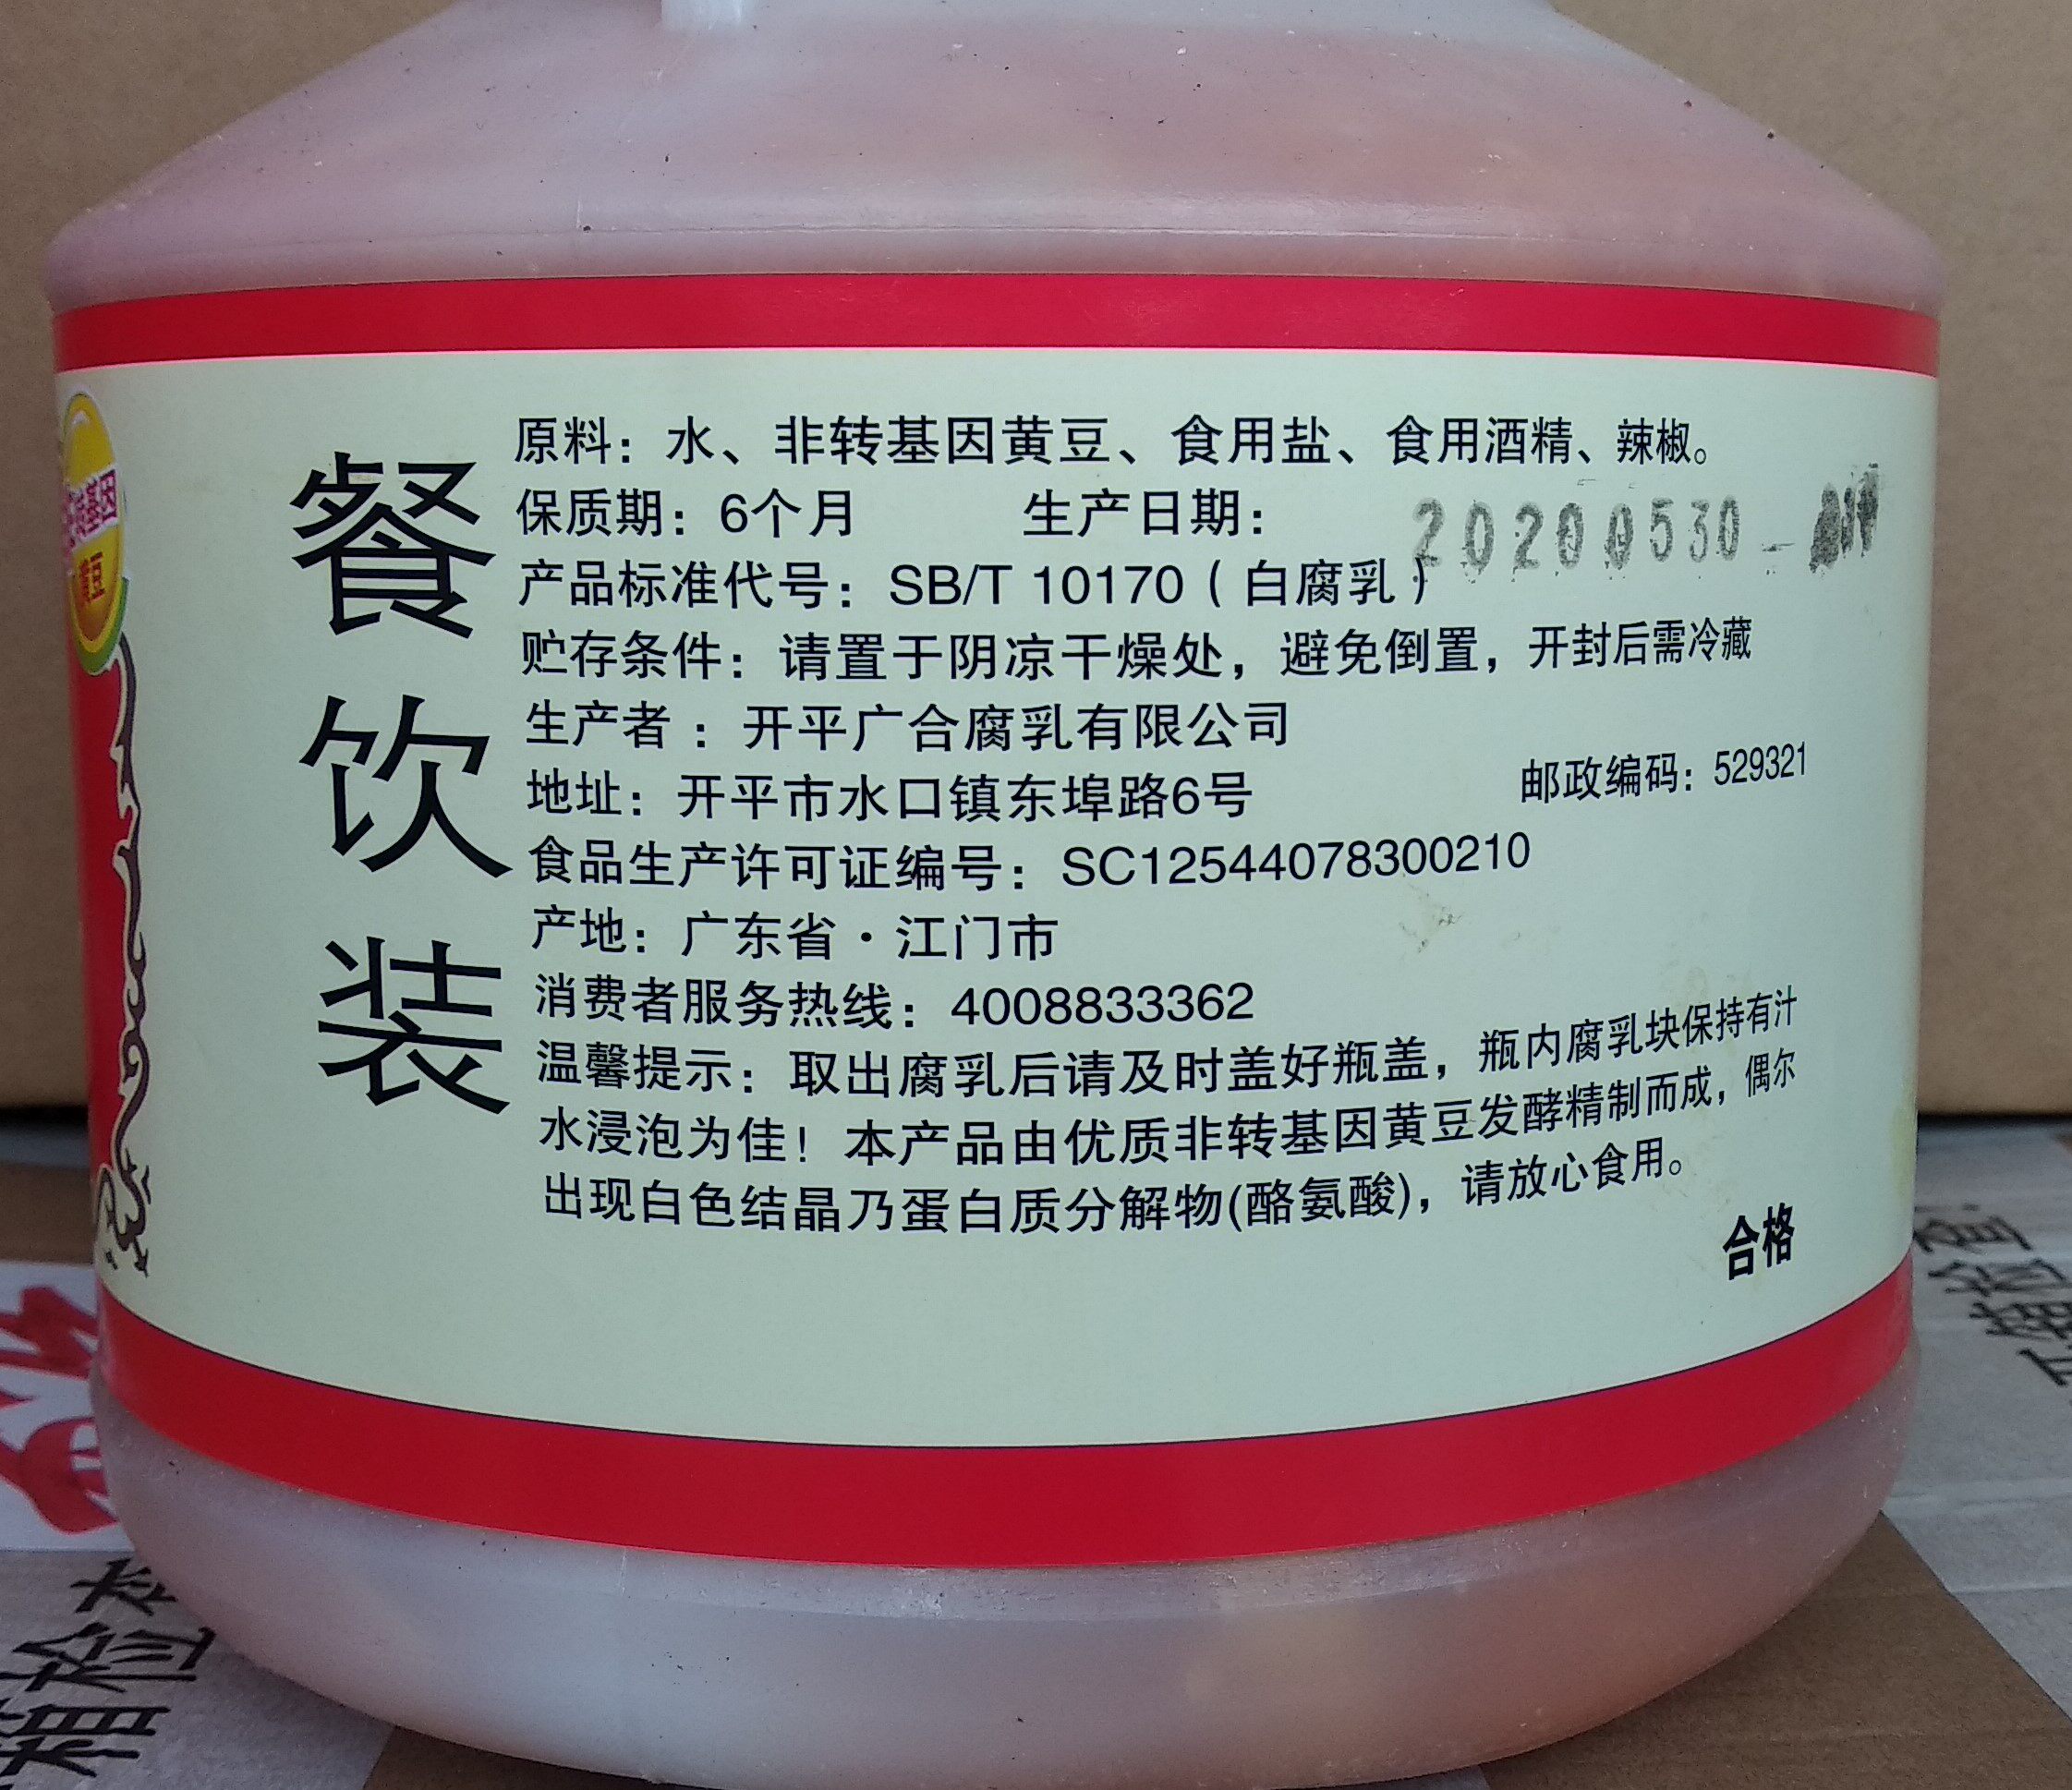 餐饮装
原料：水、非转基因黄豆、食用盐、食用酒精、辣椒。
保质期：6个月 生产日期： 20200530
产品标准代号：SB/T 10170（白腐乳）
贮存条件：请置于阴凉干燥处，避免倒置，开封后需冷藏
生产者：开平广合腐乳有限公司
地址：开平市水口镇东埠路6号 邮政编码：529321
食品生产许可证编号：SC12544078300210
产地：广东省·江门市
消费者服务热线：4008833362
温馨提示：取出腐乳后请及时盖好瓶盖，瓶内腐乳块保持有汁
水浸泡为佳！本产品由优质非转基因黄豆发酵精制而成，偶尔
出现白色结晶乃蛋白质分解物(酪氨酸)，请放心食用。
合格